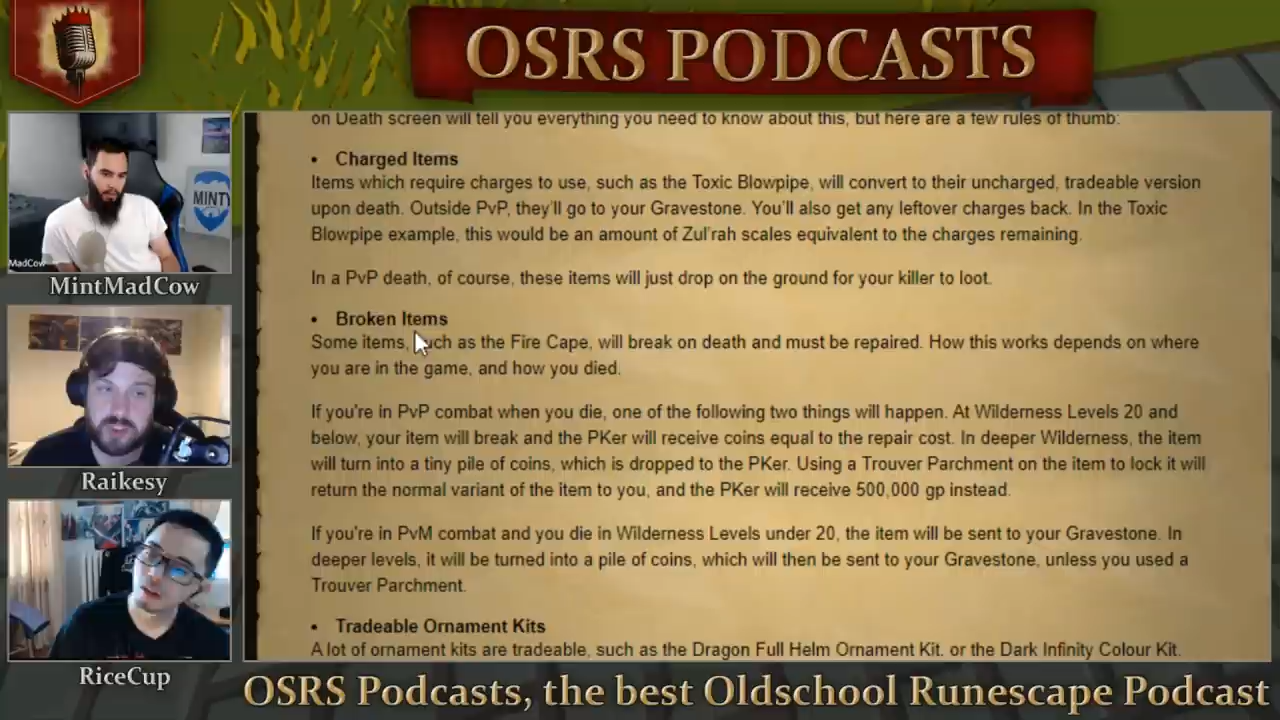 OSRS PODCASTS
on Death screen will tell you everything you need to know about this, but here are a few rules of thumb:
• Charged Items
Items which require charges to use, such as the Toxic Blowpipe, will convert to their uncharged, tradeable version
upon death. Outside PvP, they'll go to your Gravestone. You'll also get any leftover charges back. In the Toxic
Blowpipe example, this would be an amount of Zul'rah scales equivalent to the charges remaining.
In a PvP death, of course, these items will just drop on the ground for your killer to loot.
• Broken Items
Some items, such as the Fire Cape, will break on death and must be repaired. How this works depends on where
you are in the game, and how you died.
If you're in PvP combat when you die, one of the following two things will happen. At Wilderness Levels 20 and
below, your item will break and the PKer will receive coins equal to the repair cost. In deeper Wilderness, the item
will turn into a tiny pile of coins, which is dropped to the PKer. Using a Trouver Parchment on the item to lock it will
return the normal variant of the item to you, and the PKer will receive 500,000 gp instead.
If you're in PvM combat and you die in Wilderness Levels under 20, the item will be sent to your Gravestone. In
deeper levels, it will be turned into a pile of coins, which will then be sent to your Gravestone, unless you used a
Trouver Parchment.
• Tradeable Ornament Kits
A lot of ornament kits are tradeable, such as the Dragon Full Helm Ornament Kit. or the Dark Infinity Colour Kit.
MINTY
MadCow
MintMadCow
Raikesy
RiceCup
OSRS Podcasts, the best Oldschool Runescape Podcast